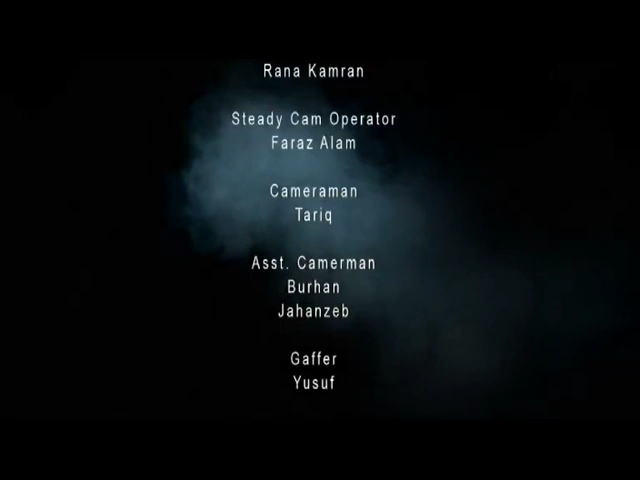 Rana Kamran
Steady Cam Operator
Faraz Alam
Cameraman
Tariq
Asst. Camerman
Burhan
Jahanzeb
Gaffer
Yusuf